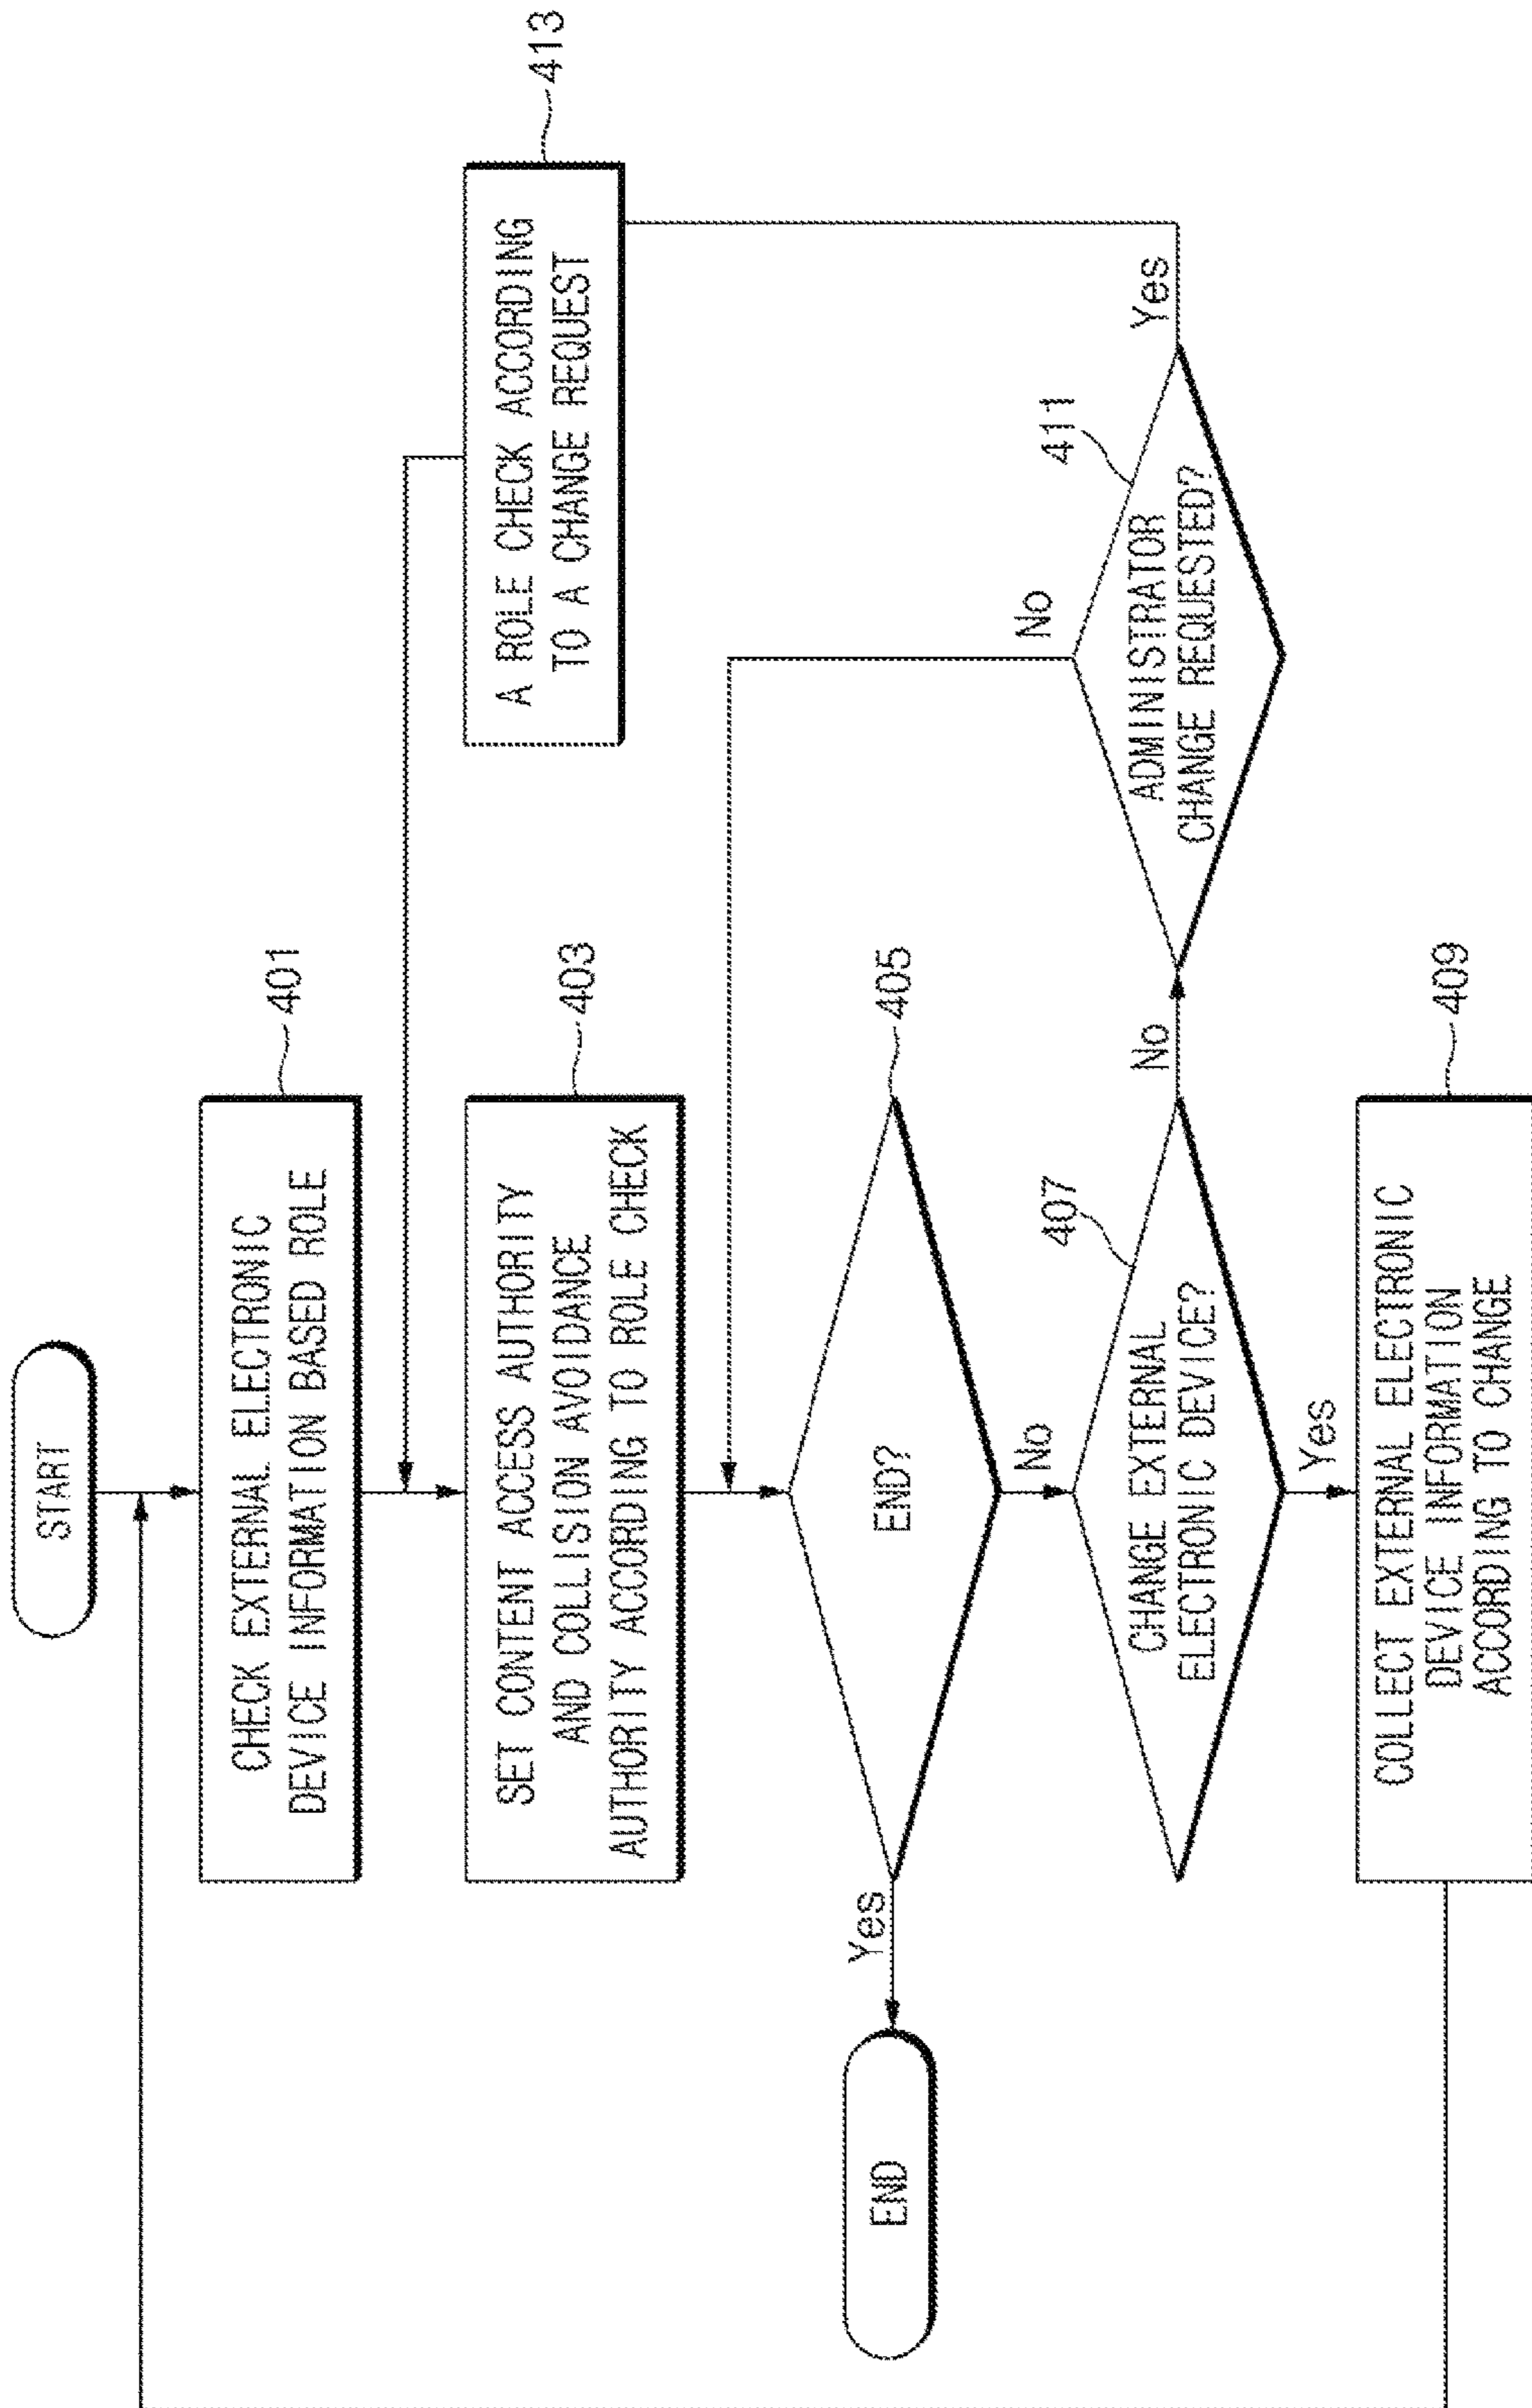 START
CHECK EXTERNAL ELECTRONIC
DEVICE INFORMATION BASED ROLE
401
SET CONTENT ACCESS AUTHORITY
AND COLLISION AVOIDANCE
AUTHORITY ACCORDING TO ROLE CHECK
403
A ROLE CHECK ACCORDING
TO A CHANGE REQUEST
413
END?
405
Yes
END
No
CHANGE EXTERNAL
ELECTRONIC DEVICE?
407
No
ADMINISTRATOR
CHANGE REQUESTED?
411
No
Yes
Yes
COLLECT EXTERNAL ELECTRONIC
DEVICE INFORMATION
ACCORDING TO CHANGE
409